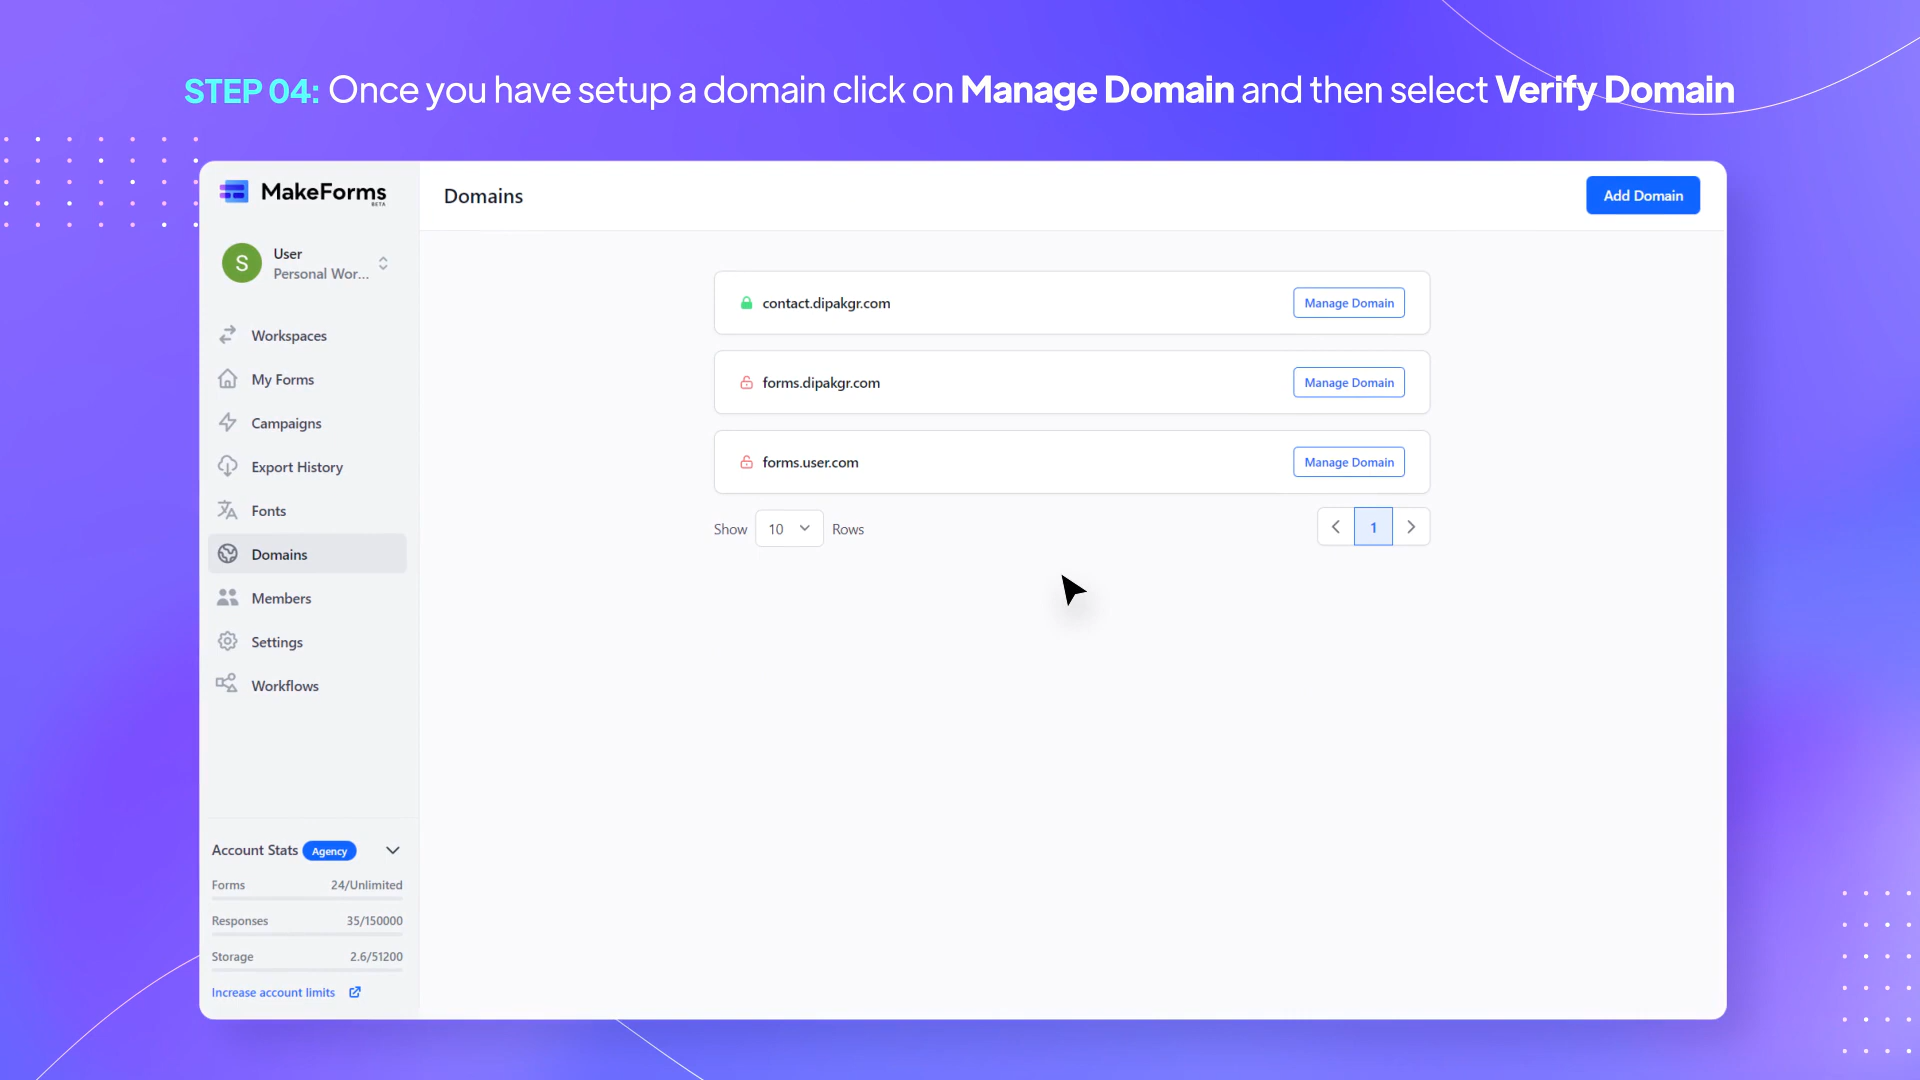 STEP 04: Once you have setup a domain click on Manage Domain and then select Verify Domain
MakeForms
BETA
Domains
Add Domain
S
User
Personal Wor...
Workspaces
My Forms
Campaigns
Export History
Fonts
Domains
Members
Settings
Workflows
contact.dipakgr.com
Manage Domain
forms.dipakgr.com
Manage Domain
forms.user.com
Manage Domain
Show 10 Rows
1
Account Stats Agency
Forms 24/Unlimited
Responses 35/150000
Storage 2.6/51200
Increase account limits